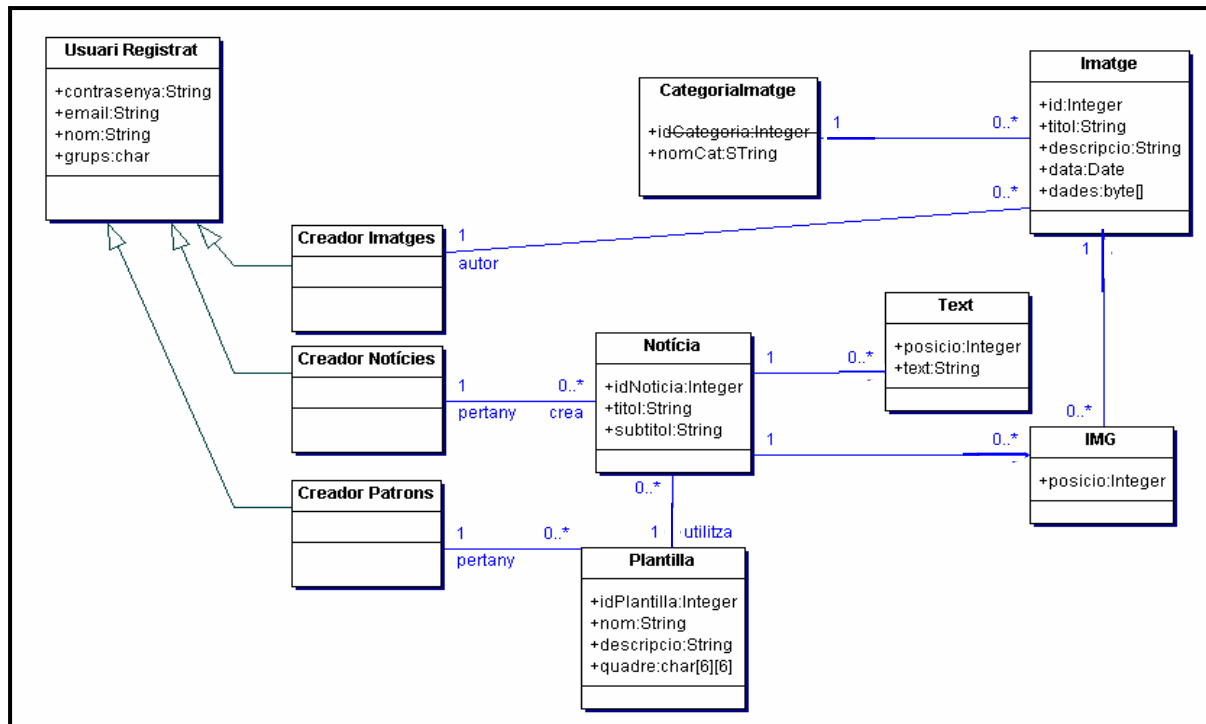 Usuari Registrat
+contrasenya:String
+email:String
+nom:String
+grups:char
CategoriaImatge
+idCategoria:Integer
+nomCat:STring
1
0..*
Imatge
+id:Integer
+titol:String
+descripcio:String
+data:Date
+dades:byte[]
Creador Imatges
1
autor
0..*
1
0..*
Creador Notícies
1
pertany
0..*
crea
Notícia
+idNoticia:Integer
+titol:String
+subtitol:String
1
0..*
Text
+posicio:Integer
+text:String
1
0..*
IMG
+posicio:Integer
Creador Patrons
1
pertany
0..*
0..*
1
utilitza
Plantilla
+idPlantilla:Integer
+nom:String
+descripcio:String
+quadre:char[6][6]